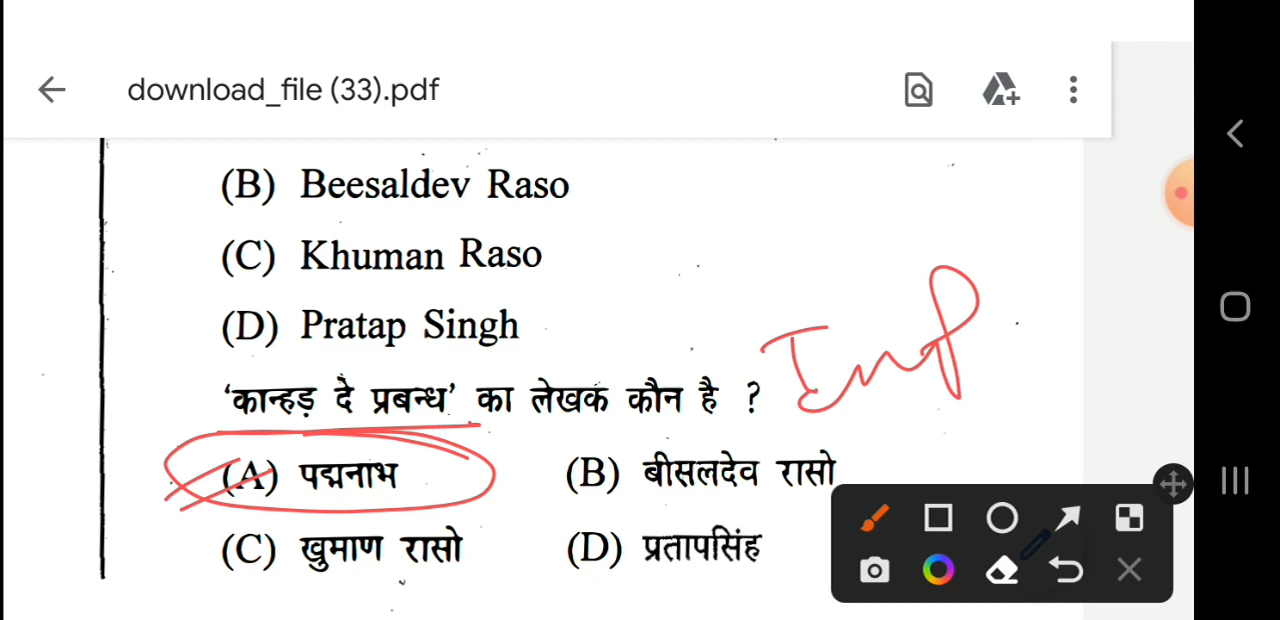 download_file (33).pdf
(B) Beesaldev Raso
(C) Khuman Raso
(D) Pratap Singh
'कान्हड़ दे प्रबन्ध' का लेखक कौन है ?
Imp
(A) पद्मनाभ (B) बीसलदेव रासो
(C) खुमाण रासो (D) प्रतापसिंह